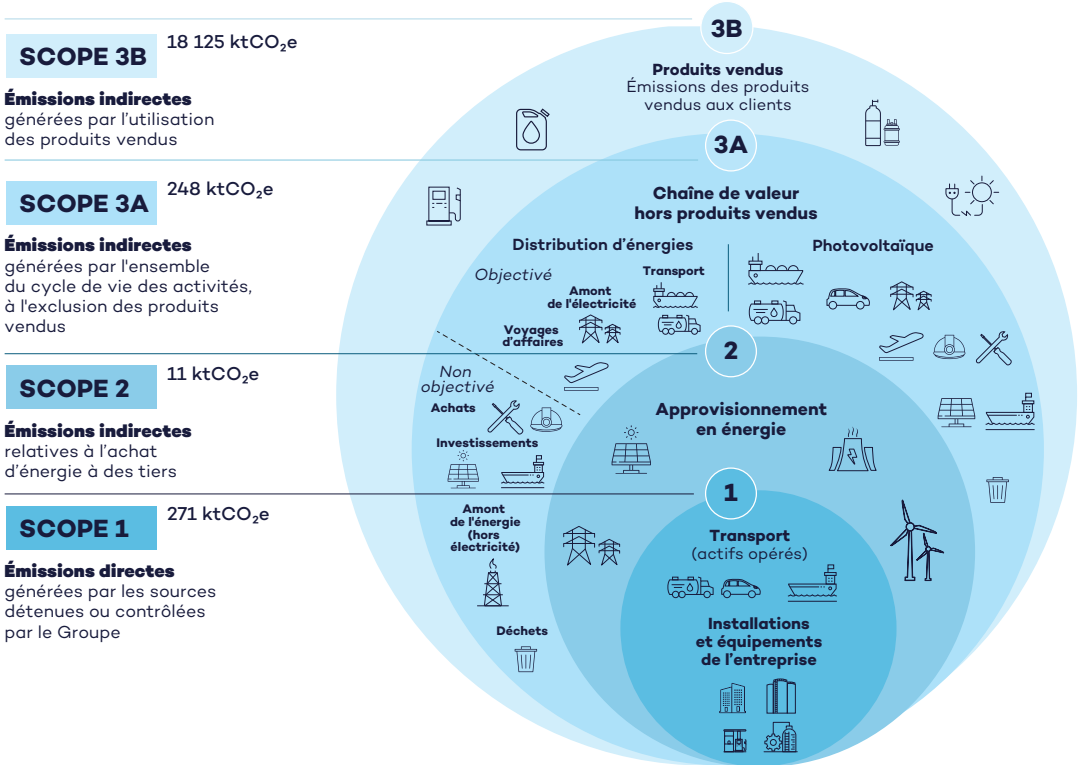 SCOPE 3B
18 125 ktCO₂e
Émissions indirectes
générées par l’utilisation
des produits vendus
SCOPE 3A
248 ktCO₂e
Émissions indirectes
générées par l'ensemble
du cycle de vie des activités,
à l'exclusion des produits
vendus
SCOPE 2
11 ktCO₂e
Émissions indirectes
relatives à l’achat
d’énergie à des tiers
SCOPE 1
271 ktCO₂e
Émissions directes
générées par les sources
détenues ou contrôlées
par le Groupe
3B
Produits vendus
Émissions des produits
vendus aux clients
3A
Chaîne de valeur
hors produits vendus
Distribution d’énergies
Objectivé
Transport
Amont
de l'électricité
Voyages
d’affaires
Photovoltaïque
Non
objectivé
Achats
Investissements
Amont
de l’énergie
(hors
électricité)
Déchets
2
Approvisionnement
en énergie
1
Transport
(actifs opérés)
Installations
et équipements
de l’entreprise